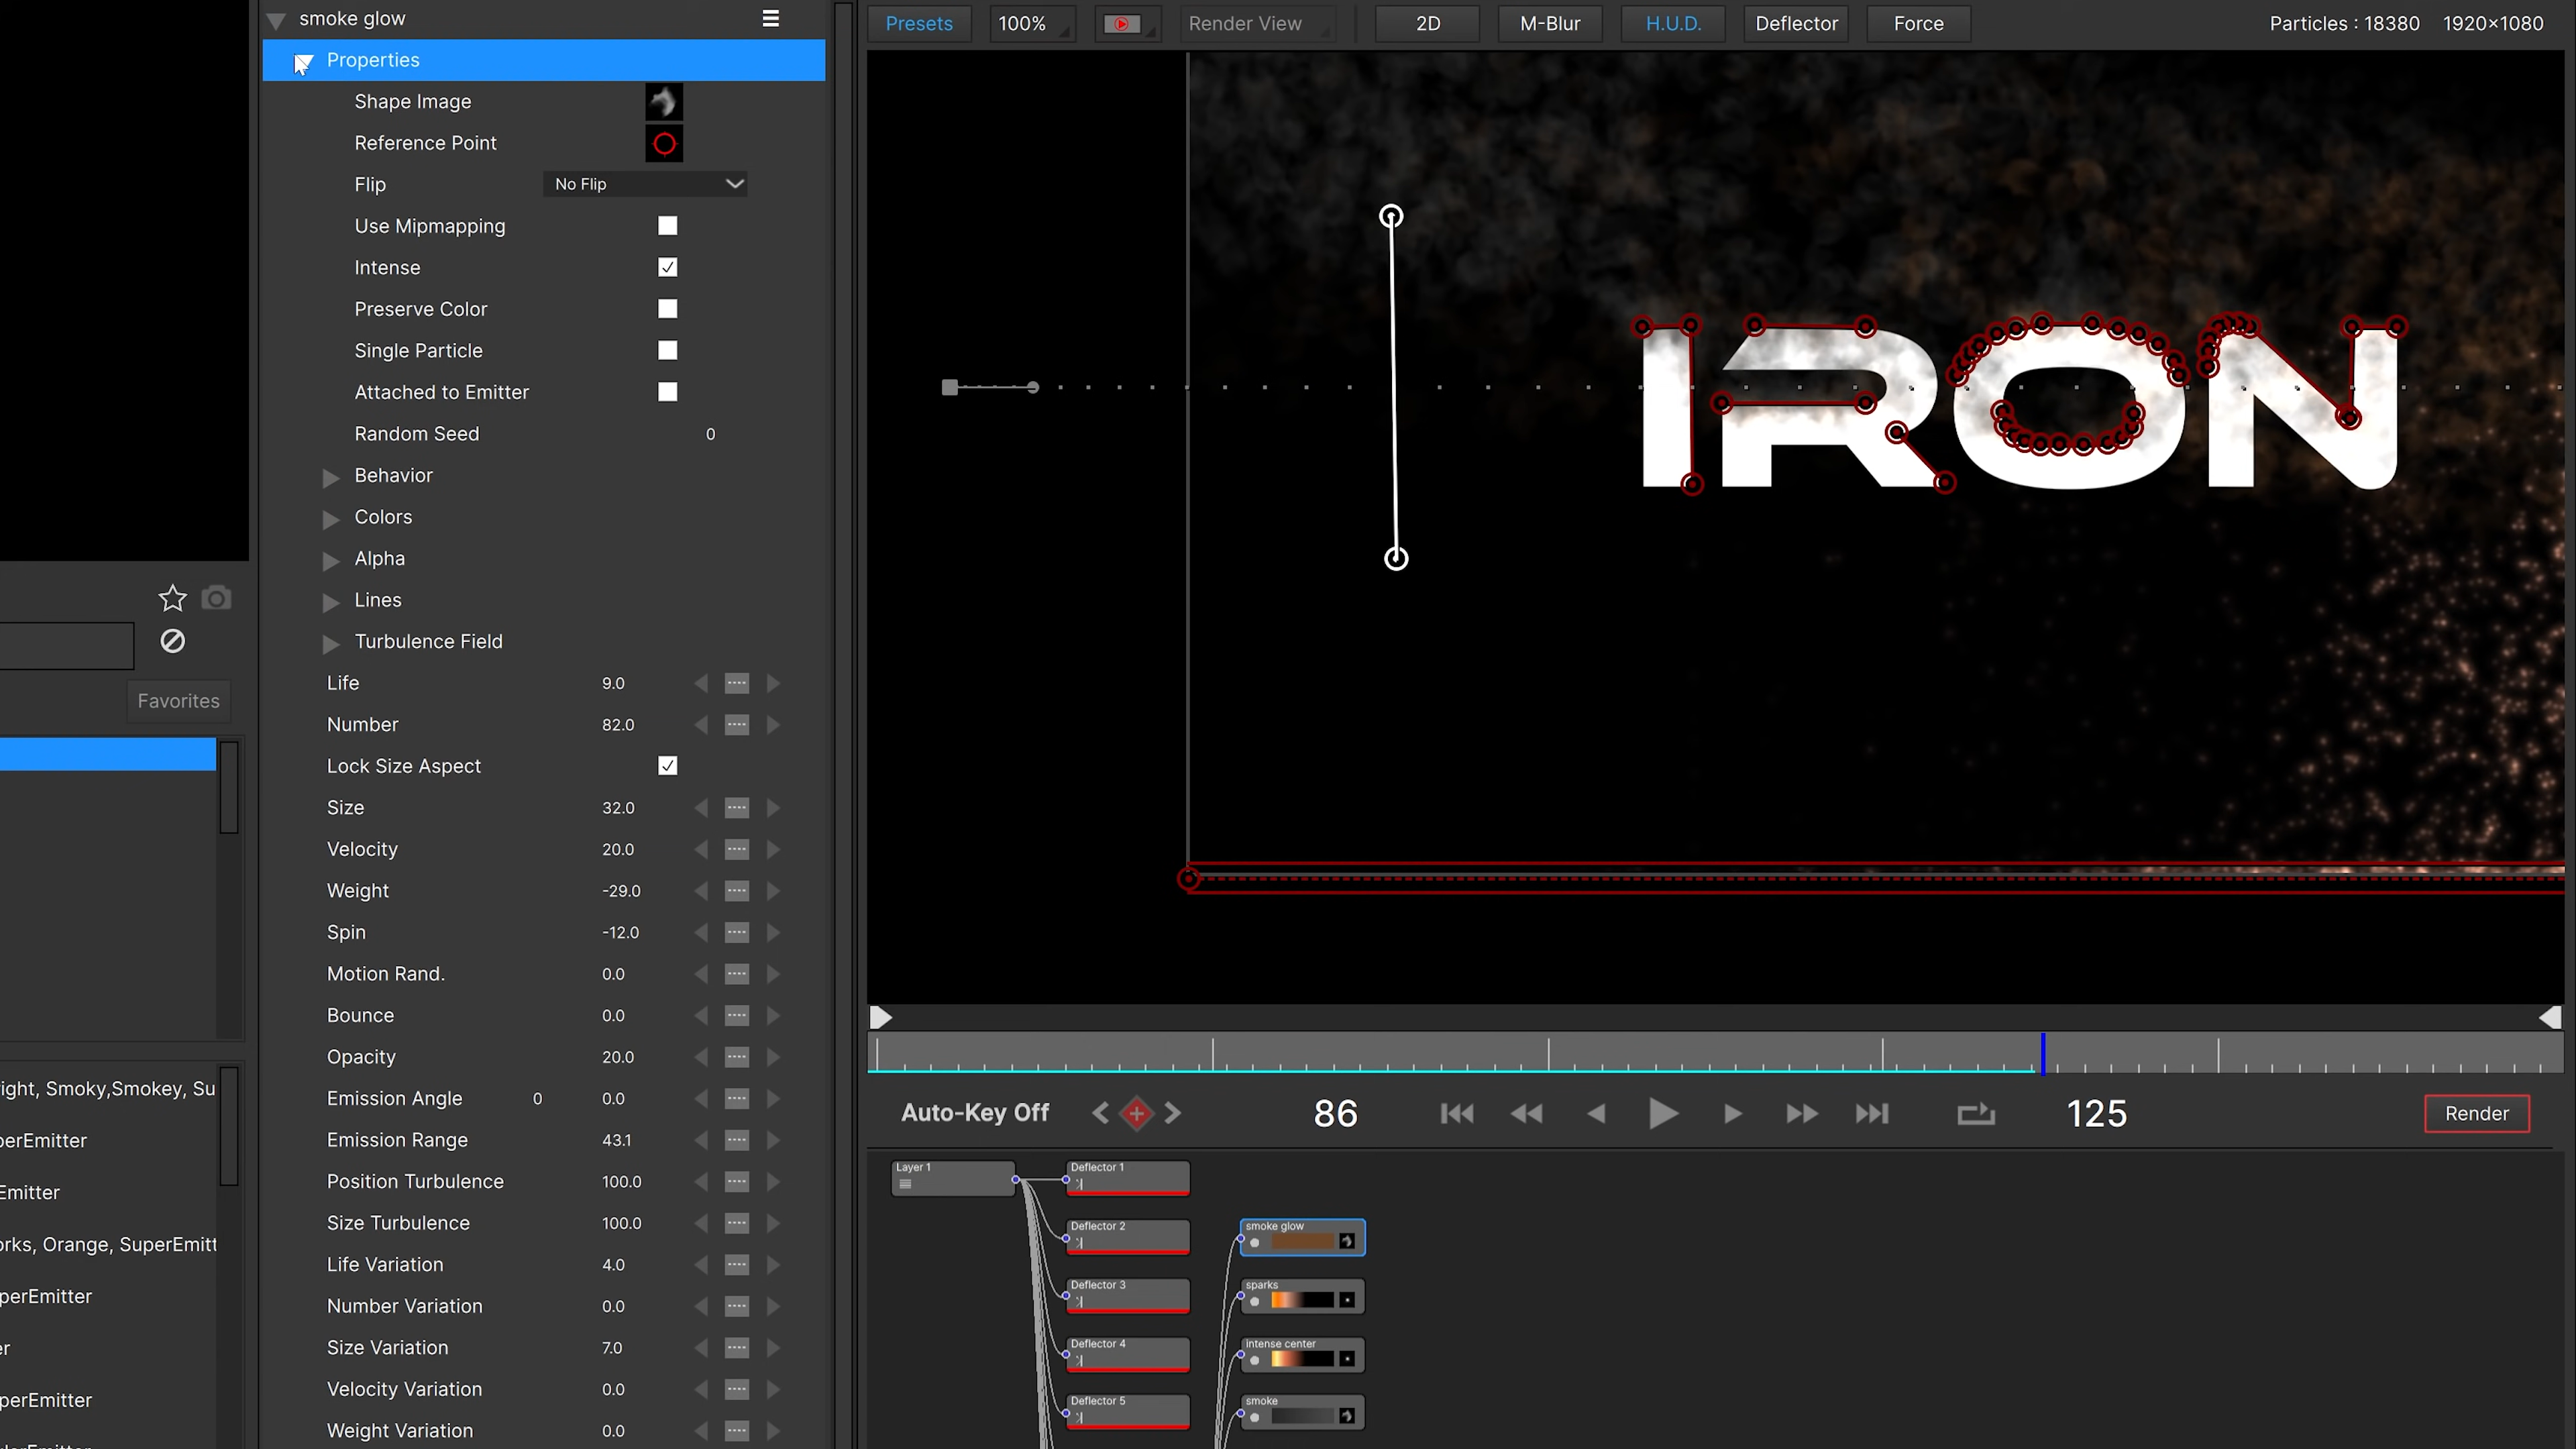 smoke glow
Properties
Shape Image
Reference Point
Flip No Flip
Use Mipmapping
Intense
Preserve Color
Single Particle
Attached to Emitter
Random Seed 0
Behavior
Colors
Alpha
Lines
Turbulence Field
Life 9.0
Number 82.0
Lock Size Aspect
Size 32.0
Velocity 20.0
Weight -29.0
Spin -12.0
Motion Rand. 0.0
Bounce 0.0
Opacity 20.0
Emission Angle 0 0.0
Emission Range 43.1
Position Turbulence 100.0
Size Turbulence 100.0
Life Variation 4.0
Number Variation 0.0
Size Variation 7.0
Velocity Variation 0.0
Weight Variation 0.0
Favorites
ight, Smoky,Smokey, Su
perEmitter
Emitter
orks, Orange, SuperEmitt
perEmitter
er
perEmitter
Presets 100% Render View 2D M-Blur H.U.D. Deflector Force Particles : 18380 1920×1080
IRON
Auto-Key Off 86 125 Render
Layer 1
Deflector 1
Deflector 2
Deflector 3
Deflector 4
Deflector 5
smoke glow
sparks
intense center
smoke